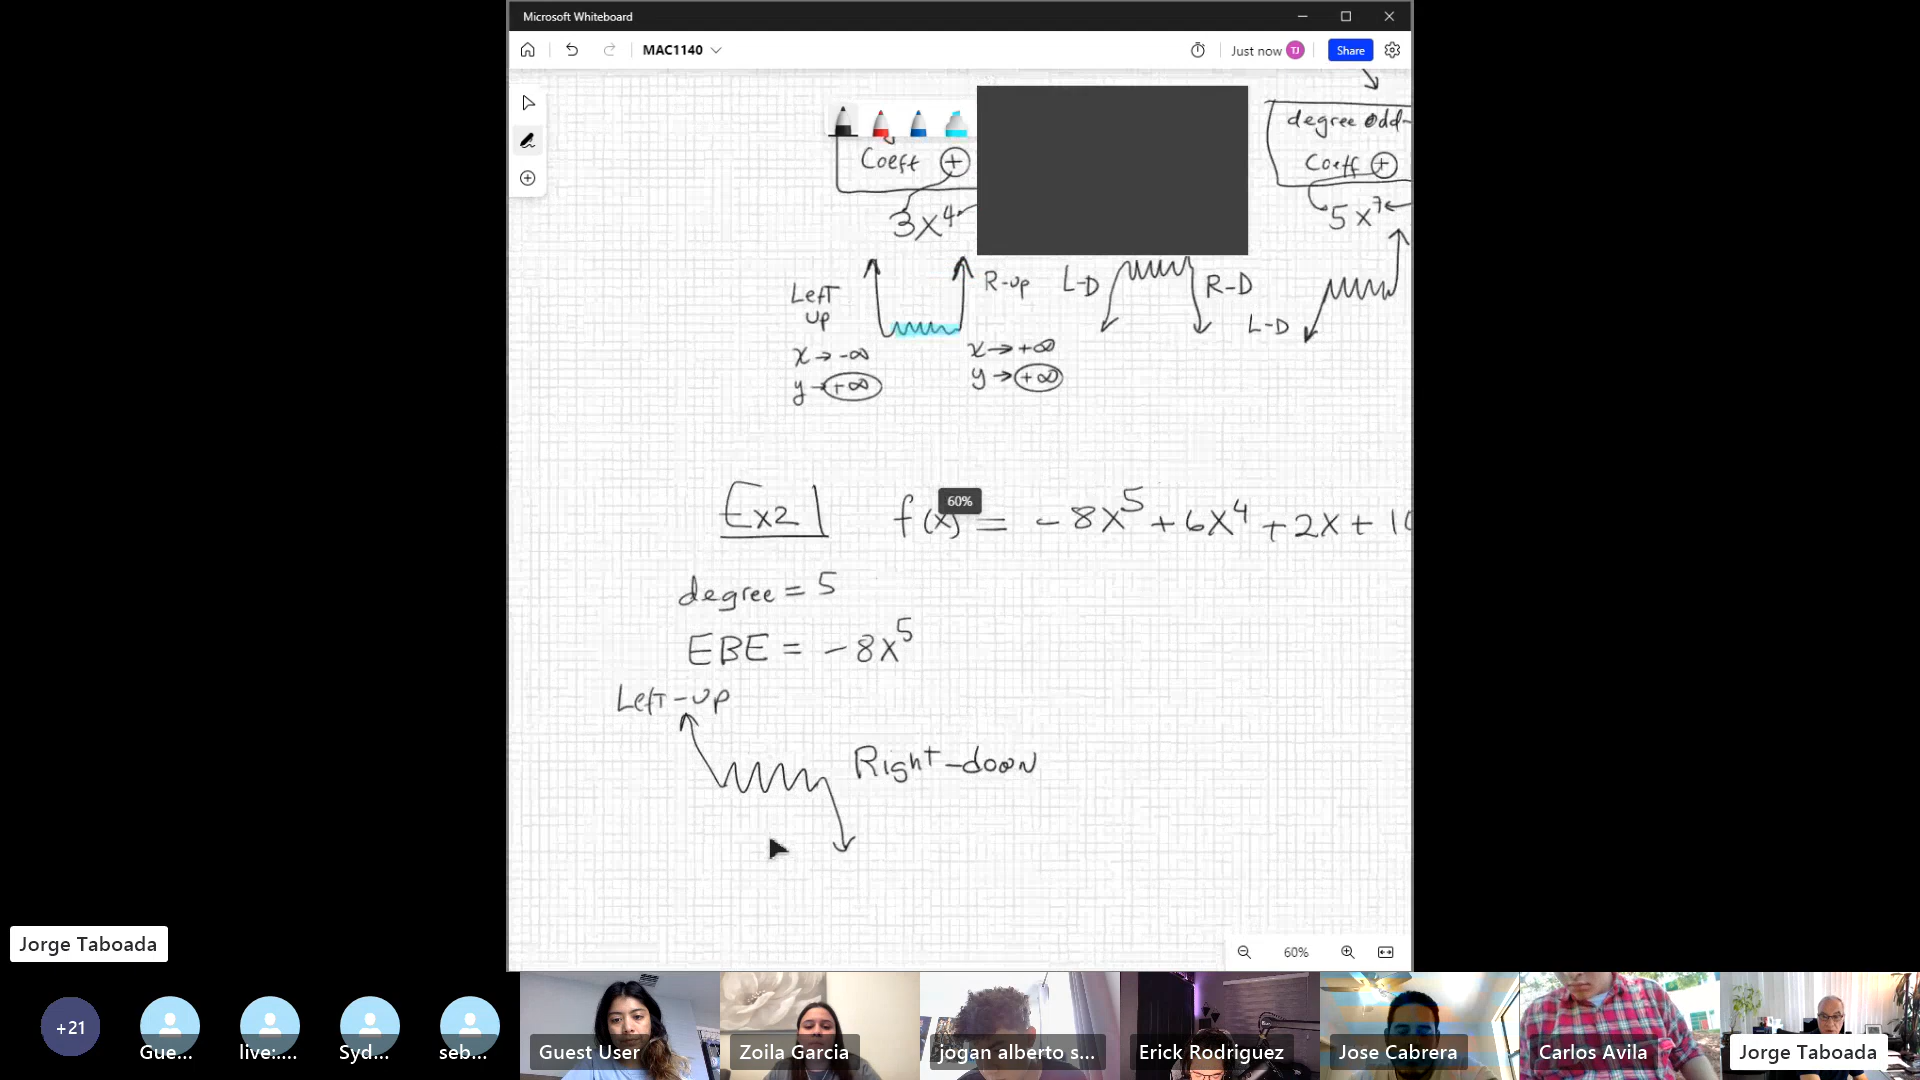 Microsoft Whiteboard
MAC1140
Just now TJ Share
degree odd-
Coeff +
Coeff +
3x⁴
5x⁷
Left
up
R-up
L-D
R-D
L-D
x → -∞
y → +∞
x → +∞
y → +∞
60%
Ex2 f(x) = -8x⁵ + 6x⁴ + 2x + 10
degree = 5
EBE = -8x⁵
Left-up
Right-down
60%
Jorge Taboada
+21
Gue...
live:....
Syd...
seb...
Guest User
Zoila Garcia
jogan alberto s...
Erick Rodriguez
Jose Cabrera
Carlos Avila
Jorge Taboada